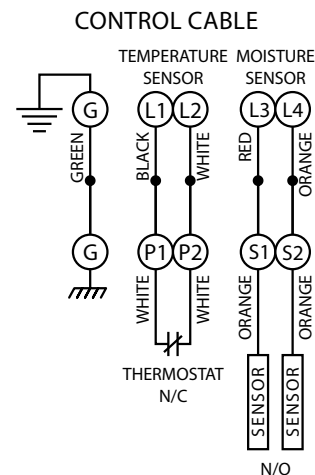 CONTROL CABLE
TEMPERATURE SENSOR
MOISTURE SENSOR
G
L1
L2
L3
L4
GREEN
BLACK
WHITE
RED
ORANGE
G
P1
P2
S1
S2
WHITE
WHITE
ORANGE
ORANGE
THERMOSTAT
N/C
SENSOR
SENSOR
N/O